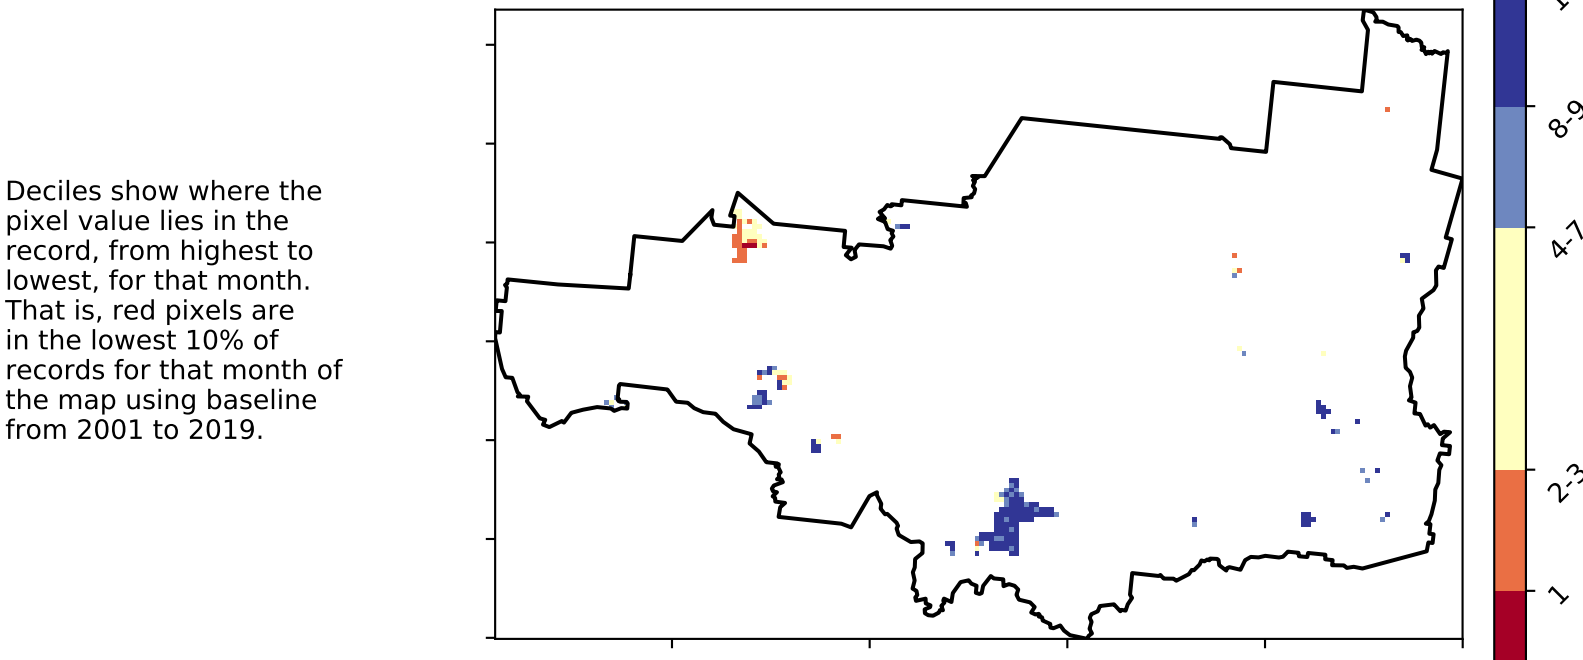 Deciles show where the
pixel value lies in the
record, from highest to
lowest, for that month.
That is, red pixels are
in the lowest 10% of
records for that month of
the map using baseline
from 2001 to 2019.
8-9
4-7
2-3
1